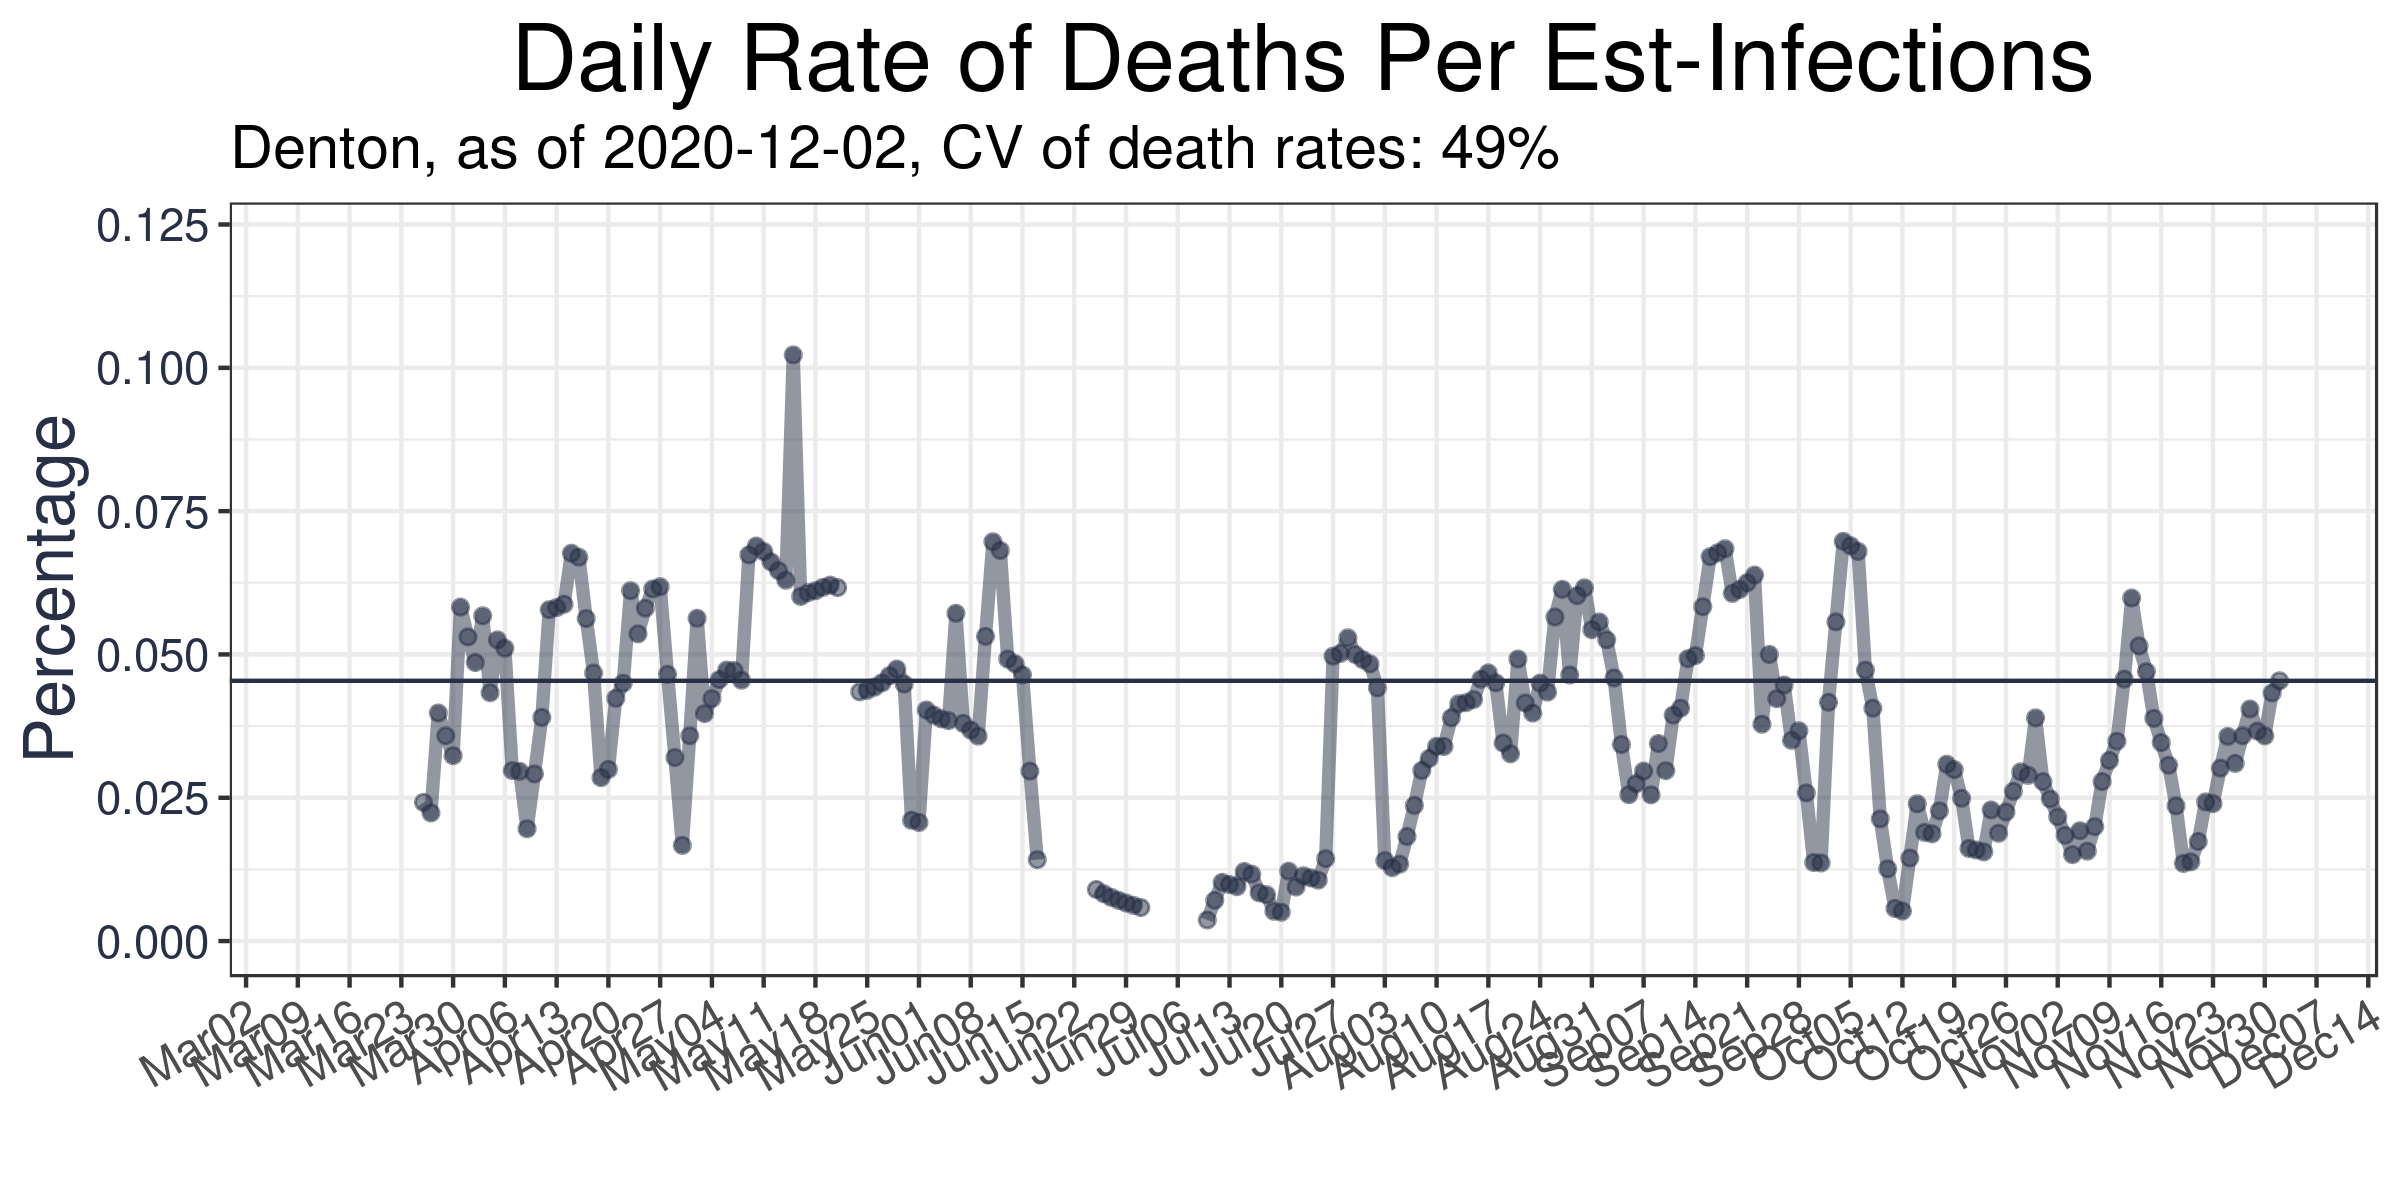 Daily Rate of Deaths Per Est-Infections
Denton, as of 2020-12-02, CV of death rates: 49%
Percentage
0.125
0.100
0.075
0.050
0.025
0.000
Mar02
Mar09
Mar16
Mar23
Mar30
Apr06
Apr13
Apr20
Apr27
May04
May11
May18
May25
Jun01
Jun08
Jun15
Jun22
Jun29
Jul06
Jul13
Jul20
Jul27
Aug03
Aug10
Aug17
Aug24
Aug31
Sep07
Sep14
Sep21
Sep28
Oct05
Oct12
Oct19
Oct26
Nov02
Nov09
Nov16
Nov23
Nov30
Dec07
Dec14